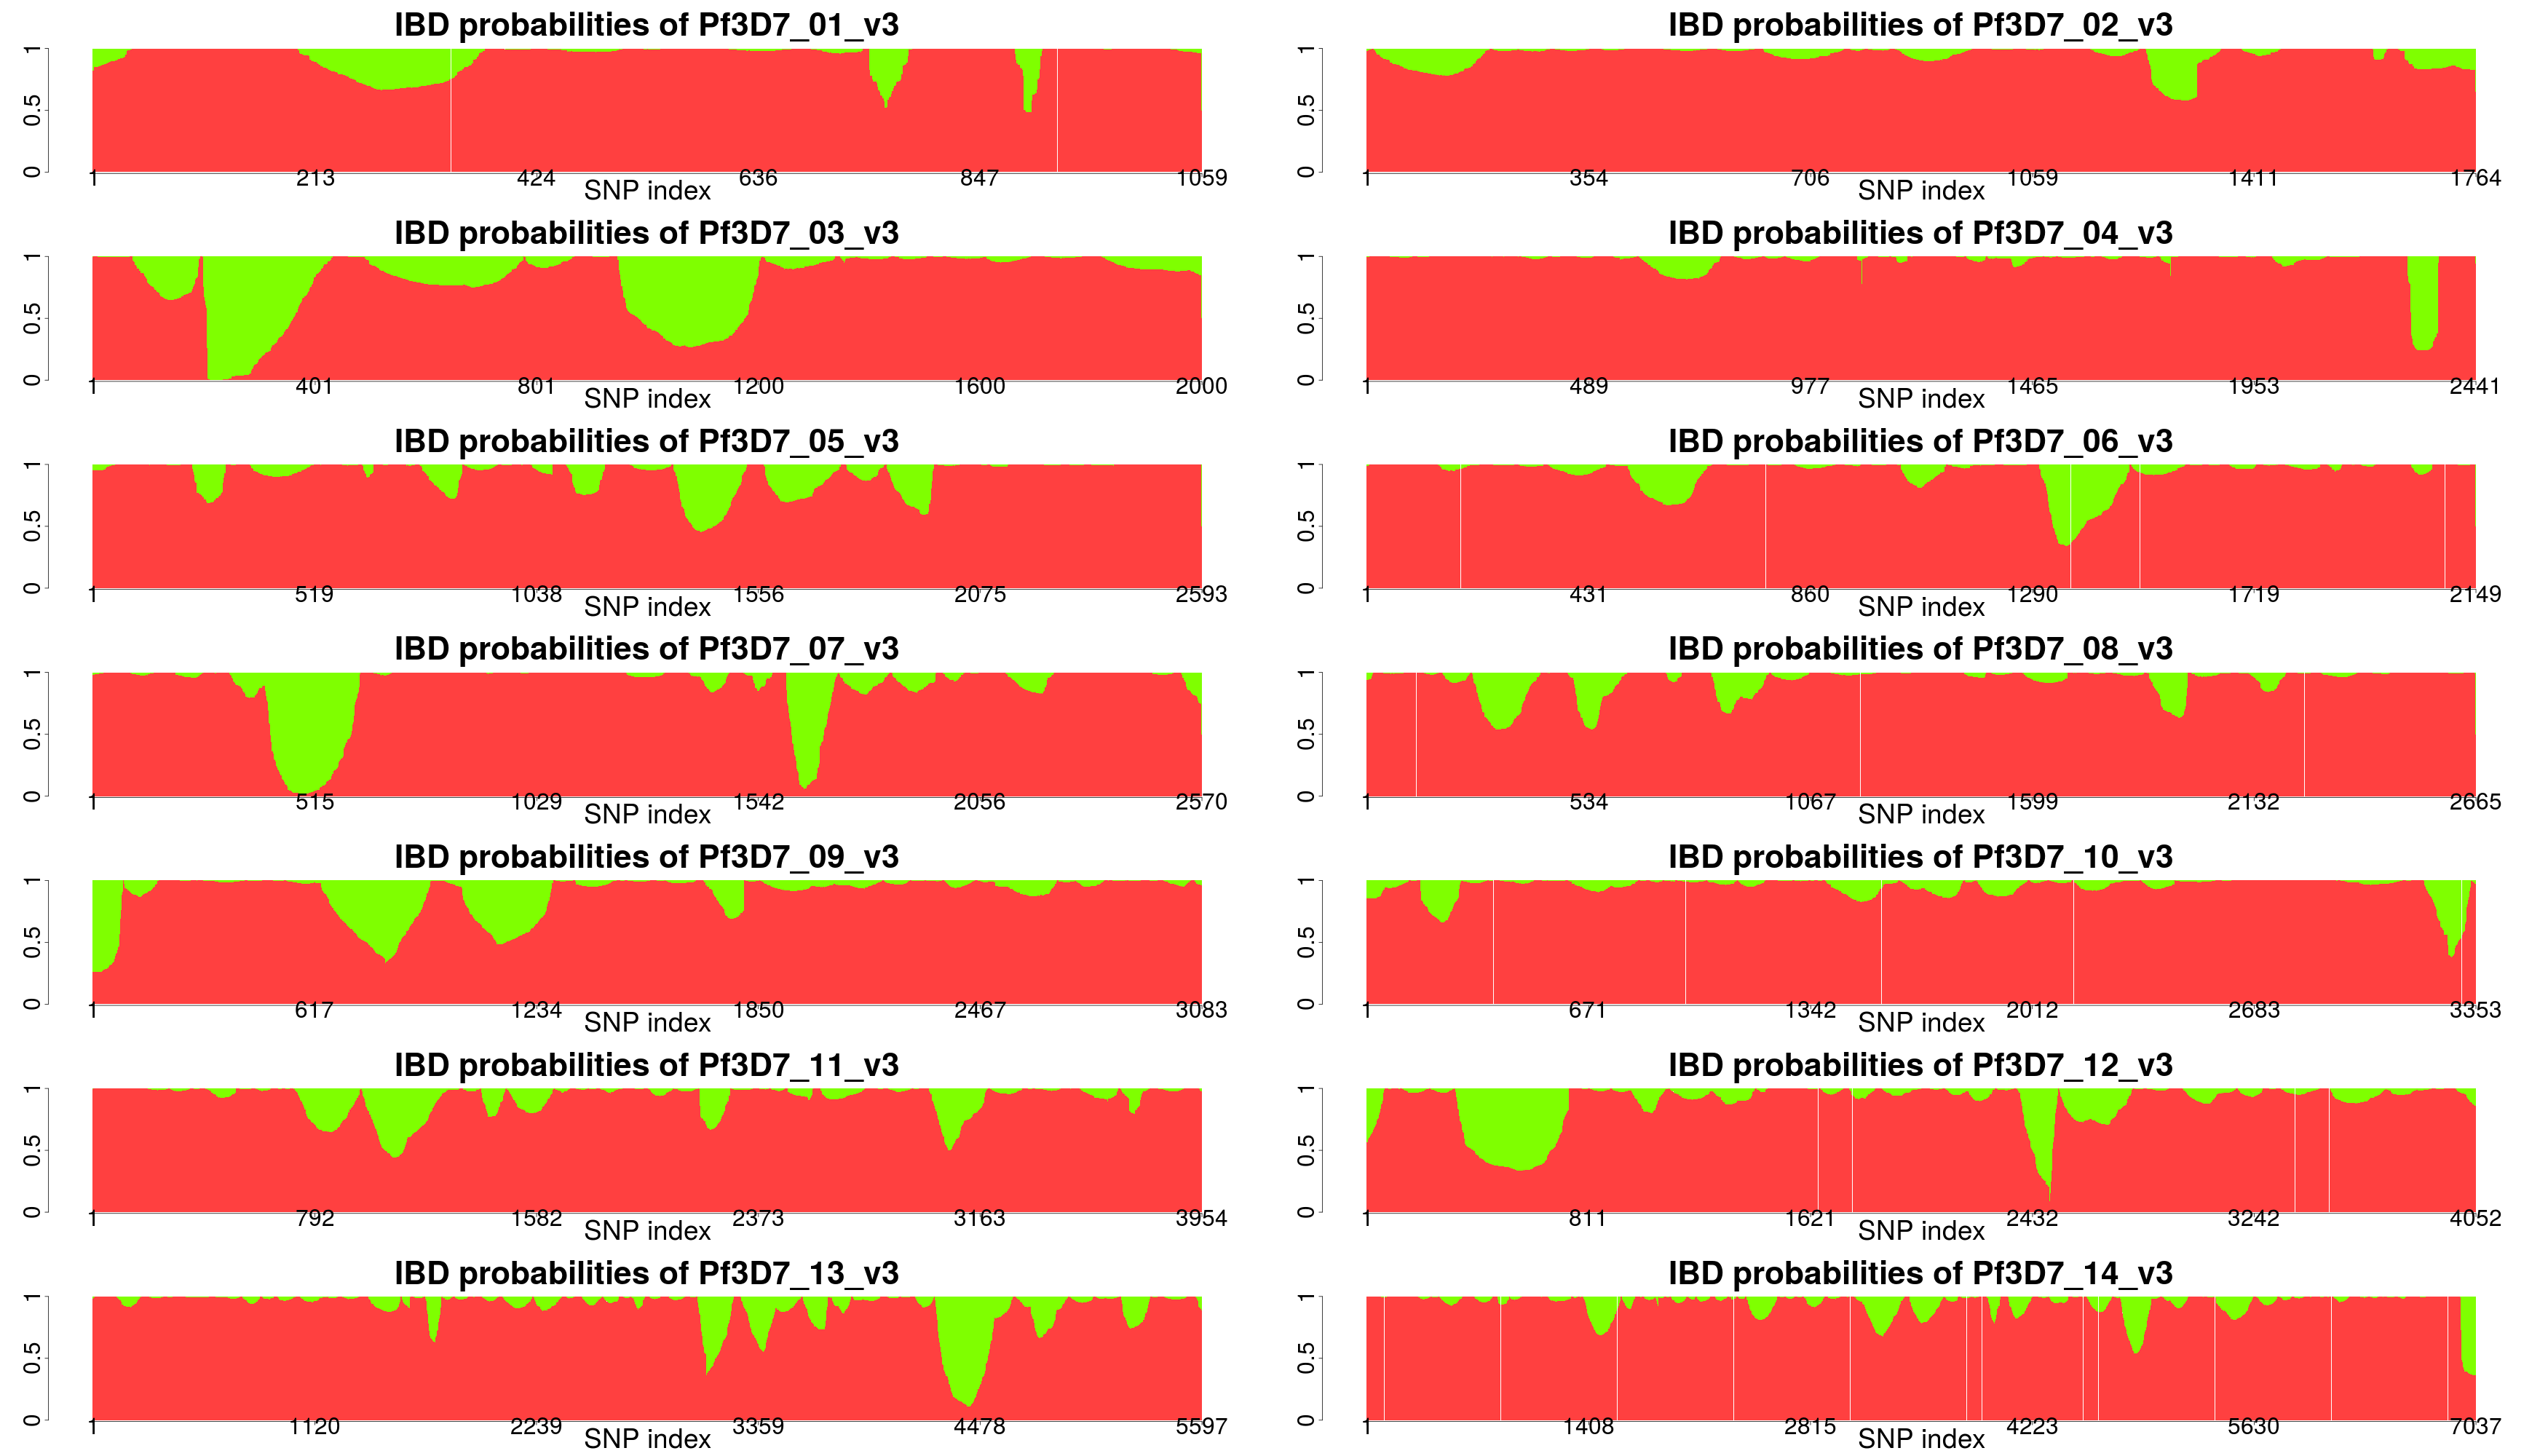 IBD probabilities of Pf3D7_01_v3
0 0.5 1
1 213 424 636 847 1059
SNP index
IBD probabilities of Pf3D7_02_v3
0 0.5 1
1 354 706 1059 1411 1764
SNP index
IBD probabilities of Pf3D7_03_v3
0 0.5 1
1 401 801 1200 1600 2000
SNP index
IBD probabilities of Pf3D7_04_v3
0 0.5 1
1 489 977 1465 1953 2441
SNP index
IBD probabilities of Pf3D7_05_v3
0 0.5 1
1 519 1038 1556 2075 2593
SNP index
IBD probabilities of Pf3D7_06_v3
0 0.5 1
1 431 860 1290 1719 2149
SNP index
IBD probabilities of Pf3D7_07_v3
0 0.5 1
1 515 1029 1542 2056 2570
SNP index
IBD probabilities of Pf3D7_08_v3
0 0.5 1
1 534 1067 1599 2132 2665
SNP index
IBD probabilities of Pf3D7_09_v3
0 0.5 1
1 617 1234 1850 2467 3083
SNP index
IBD probabilities of Pf3D7_10_v3
0 0.5 1
1 671 1342 2012 2683 3353
SNP index
IBD probabilities of Pf3D7_11_v3
0 0.5 1
1 792 1582 2373 3163 3954
SNP index
IBD probabilities of Pf3D7_12_v3
0 0.5 1
1 811 1621 2432 3242 4052
SNP index
IBD probabilities of Pf3D7_13_v3
0 0.5 1
1 1120 2239 3359 4478 5597
SNP index
IBD probabilities of Pf3D7_14_v3
0 0.5 1
1 1408 2815 4223 5630 7037
SNP index